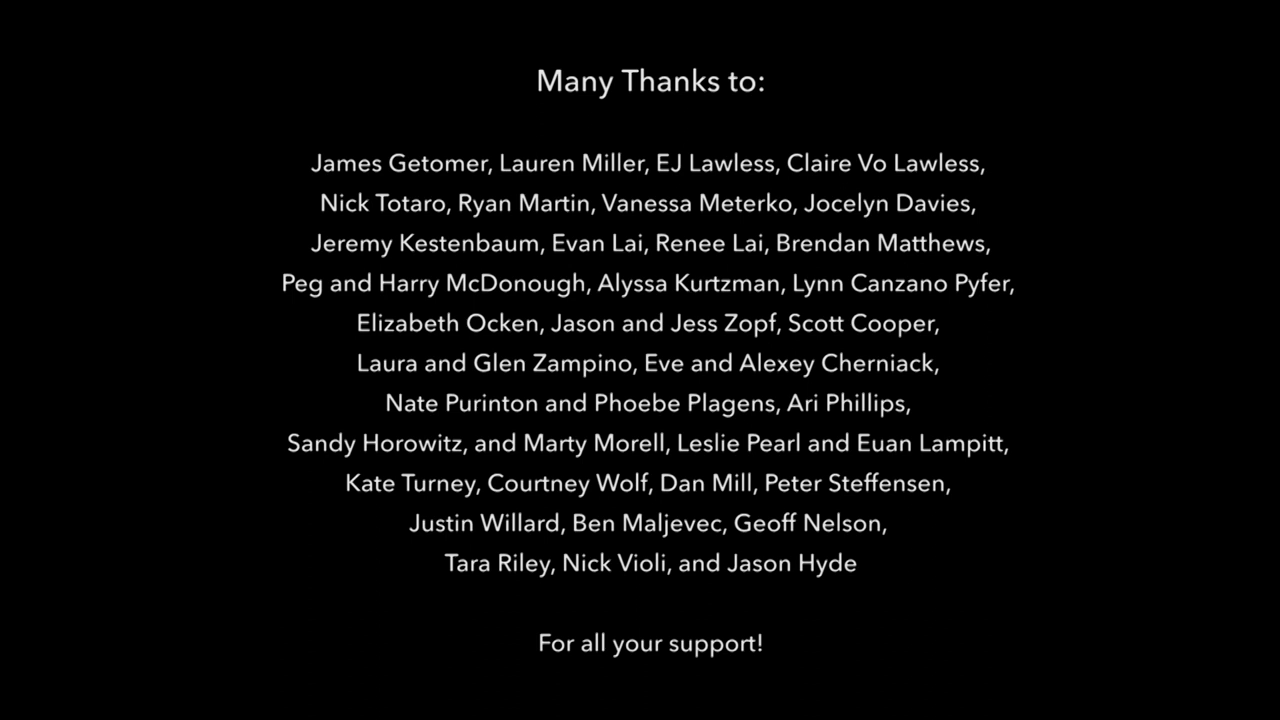 Many Thanks to:
James Getomer, Lauren Miller, EJ Lawless, Claire Vo Lawless,
Nick Totaro, Ryan Martin, Vanessa Meterko, Jocelyn Davies,
Jeremy Kestenbaum, Evan Lai, Renee Lai, Brendan Matthews,
Peg and Harry McDonough, Alyssa Kurtzman, Lynn Canzano Pyfer,
Elizabeth Ocken, Jason and Jess Zopf, Scott Cooper,
Laura and Glen Zampino, Eve and Alexey Cherniack,
Nate Purinton and Phoebe Plagens, Ari Phillips,
Sandy Horowitz, and Marty Morell, Leslie Pearl and Euan Lampitt,
Kate Turney, Courtney Wolf, Dan Mill, Peter Steffensen,
Justin Willard, Ben Maljevec, Geoff Nelson,
Tara Riley, Nick Violi, and Jason Hyde
For all your support!